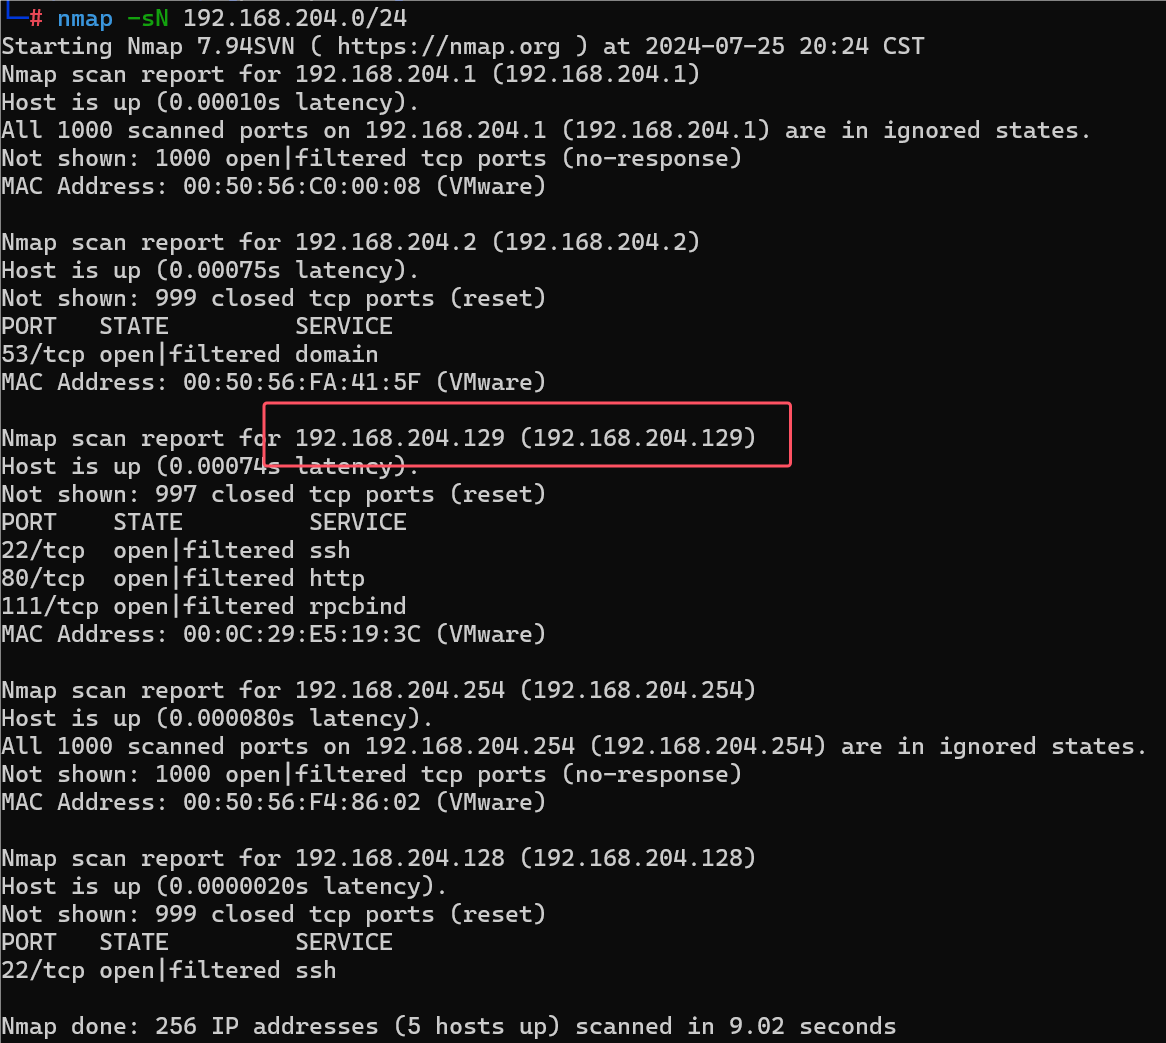 └─# nmap -sN 192.168.204.0/24
Starting Nmap 7.94SVN ( https://nmap.org ) at 2024-07-25 20:24 CST
Nmap scan report for 192.168.204.1 (192.168.204.1)
Host is up (0.00010s latency).
All 1000 scanned ports on 192.168.204.1 (192.168.204.1) are in ignored states.
Not shown: 1000 open|filtered tcp ports (no-response)
MAC Address: 00:50:56:C0:00:08 (VMware)

Nmap scan report for 192.168.204.2 (192.168.204.2)
Host is up (0.00075s latency).
Not shown: 999 closed tcp ports (reset)
PORT   STATE         SERVICE
53/tcp open|filtered domain
MAC Address: 00:50:56:FA:41:5F (VMware)

Nmap scan report for 192.168.204.129 (192.168.204.129)
Host is up (0.00074s latency).
Not shown: 997 closed tcp ports (reset)
PORT    STATE         SERVICE
22/tcp  open|filtered ssh
80/tcp  open|filtered http
111/tcp open|filtered rpcbind
MAC Address: 00:0C:29:E5:19:3C (VMware)

Nmap scan report for 192.168.204.254 (192.168.204.254)
Host is up (0.000080s latency).
All 1000 scanned ports on 192.168.204.254 (192.168.204.254) are in ignored states.
Not shown: 1000 open|filtered tcp ports (no-response)
MAC Address: 00:50:56:F4:86:02 (VMware)

Nmap scan report for 192.168.204.128 (192.168.204.128)
Host is up (0.0000020s latency).
Not shown: 999 closed tcp ports (reset)
PORT   STATE         SERVICE
22/tcp open|filtered ssh

Nmap done: 256 IP addresses (5 hosts up) scanned in 9.02 seconds